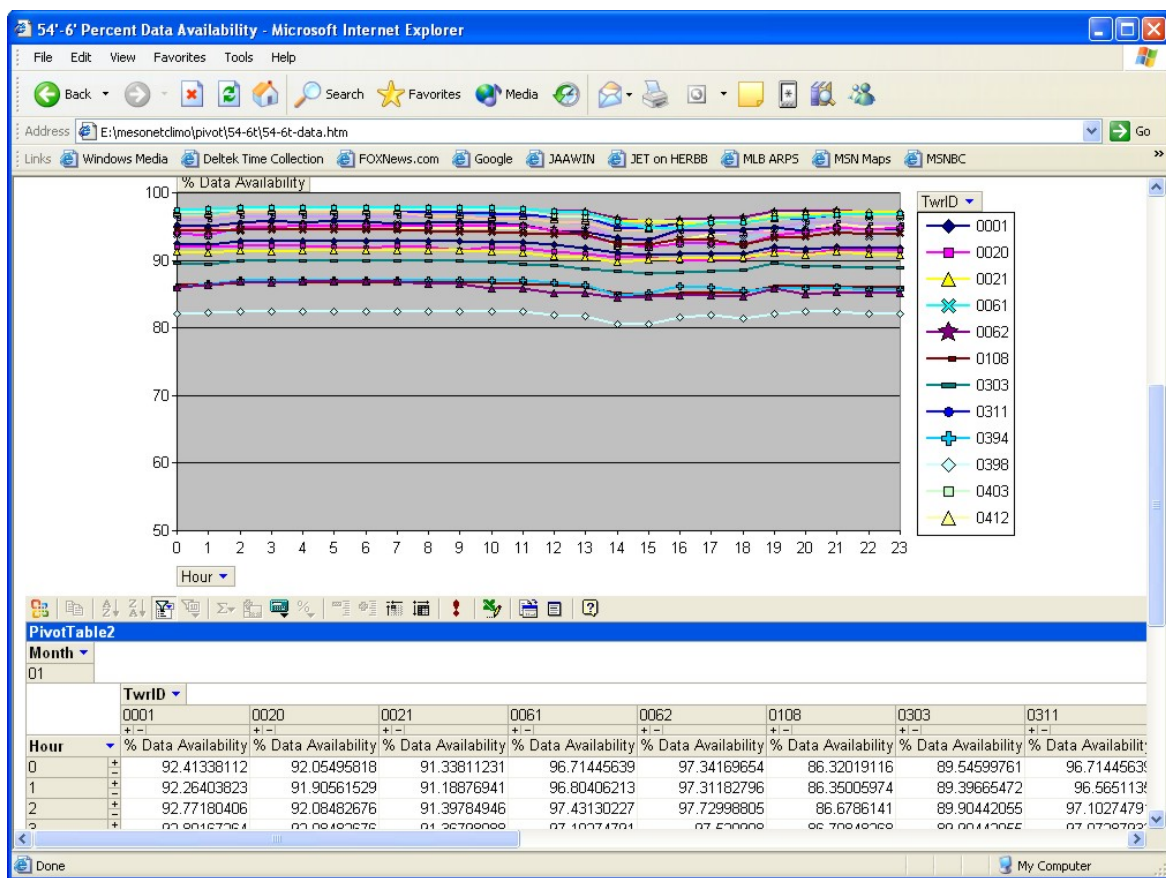 54'-6' Percent Data Availability - Microsoft Internet Explorer
File Edit View Favorites Tools Help
Back Search Favorites Media
Address E:\mesonetclimo\pivot\54-6t\54-6t-data.htm Go
Links Windows Media Deltek Time Collection FOXNews.com Google JAAWIN JET on HERBB MLB ARPS MSN Maps MSNBC »
% Data Availability
100
90
80
70
60
50
0 1 2 3 4 5 6 7 8 9 10 11 12 13 14 15 16 17 18 19 20 21 22 23
Hour
TwrID
0001
0020
0021
0061
0062
0108
0303
0311
0394
0398
0403
0412
PivotTable2
Month
01
TwrID
0001 0020 0021 0061 0062 0108 0303 0311
Hour % Data Availability % Data Availability % Data Availability % Data Availability % Data Availability % Data Availability % Data Availability % Data Availability
0 92.41338112 92.05495818 91.33811231 96.71445639 97.34169654 86.32019116 89.54599761 96.71445639
1 92.26403823 91.90561529 91.18876941 96.80406213 97.31182796 86.35005974 89.39665472 96.5651135
2 92.77180406 92.08482676 91.39784946 97.43130227 97.72998805 86.6786141 89.90442055 97.1027479
Done My Computer